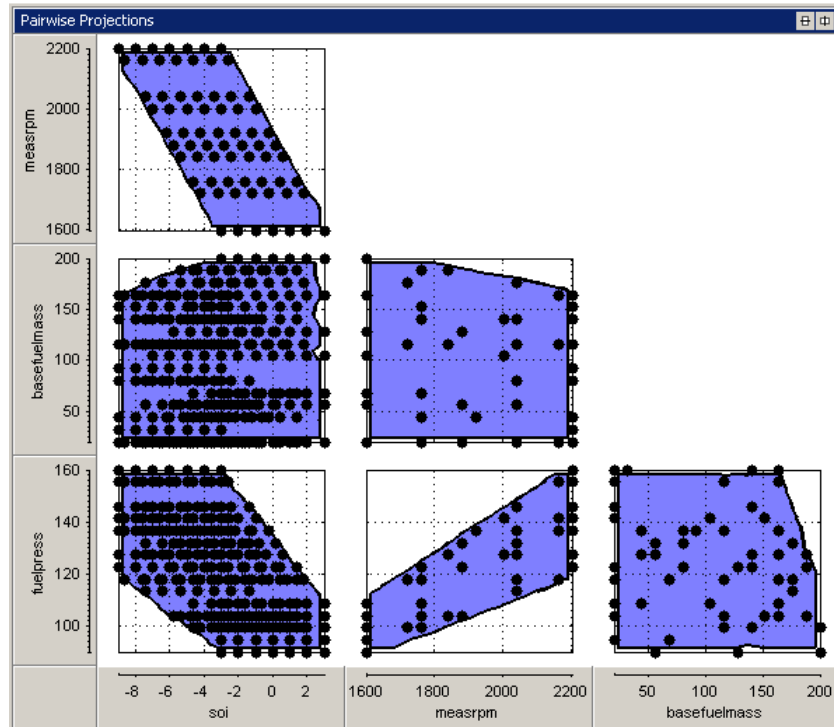 Pairwise Projections
2200
2000
1800
1600
measrpm
200
150
100
50
basefuelmass
160
140
120
100
fuelpress
-8 -6 -4 -2 0 2
soi
1600 1800 2000 2200
measrpm
50 100 150 200
basefuelmass